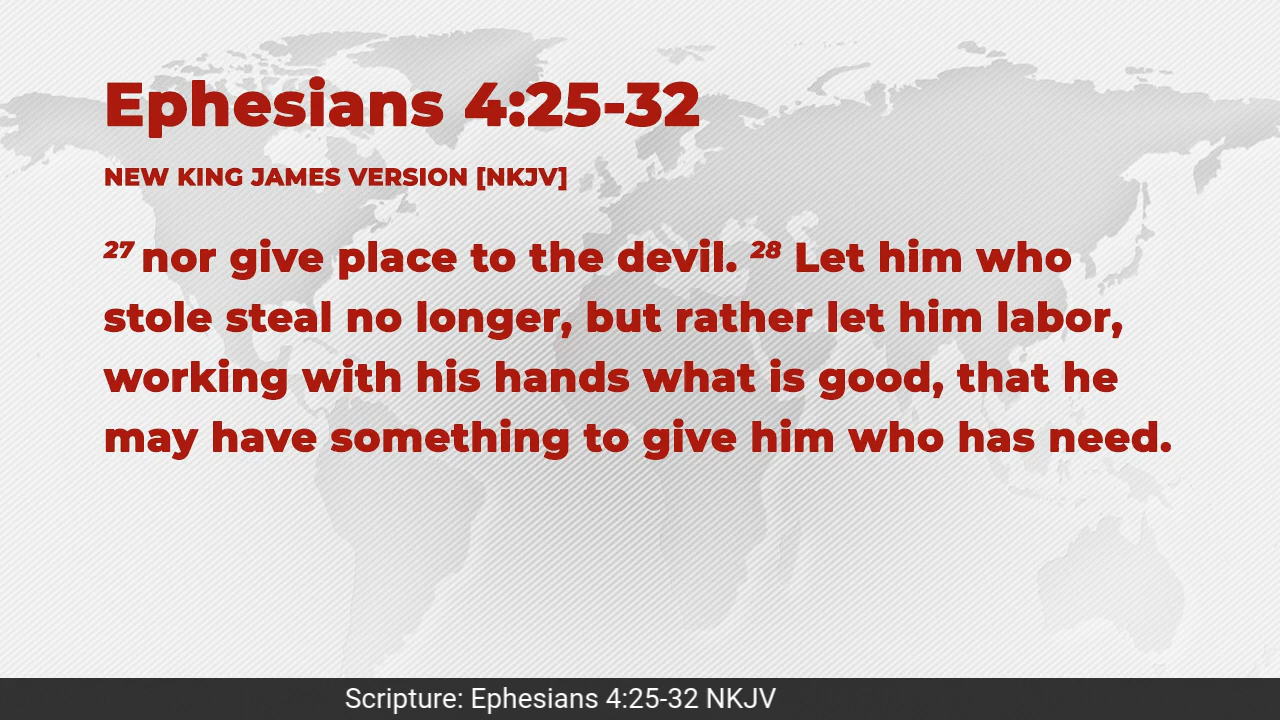 Ephesians 4:25-32
NEW KING JAMES VERSION [NKJV]
27 nor give place to the devil. 28 Let him who
stole steal no longer, but rather let him labor,
working with his hands what is good, that he
may have something to give him who has need.
Scripture: Ephesians 4:25-32 NKJV